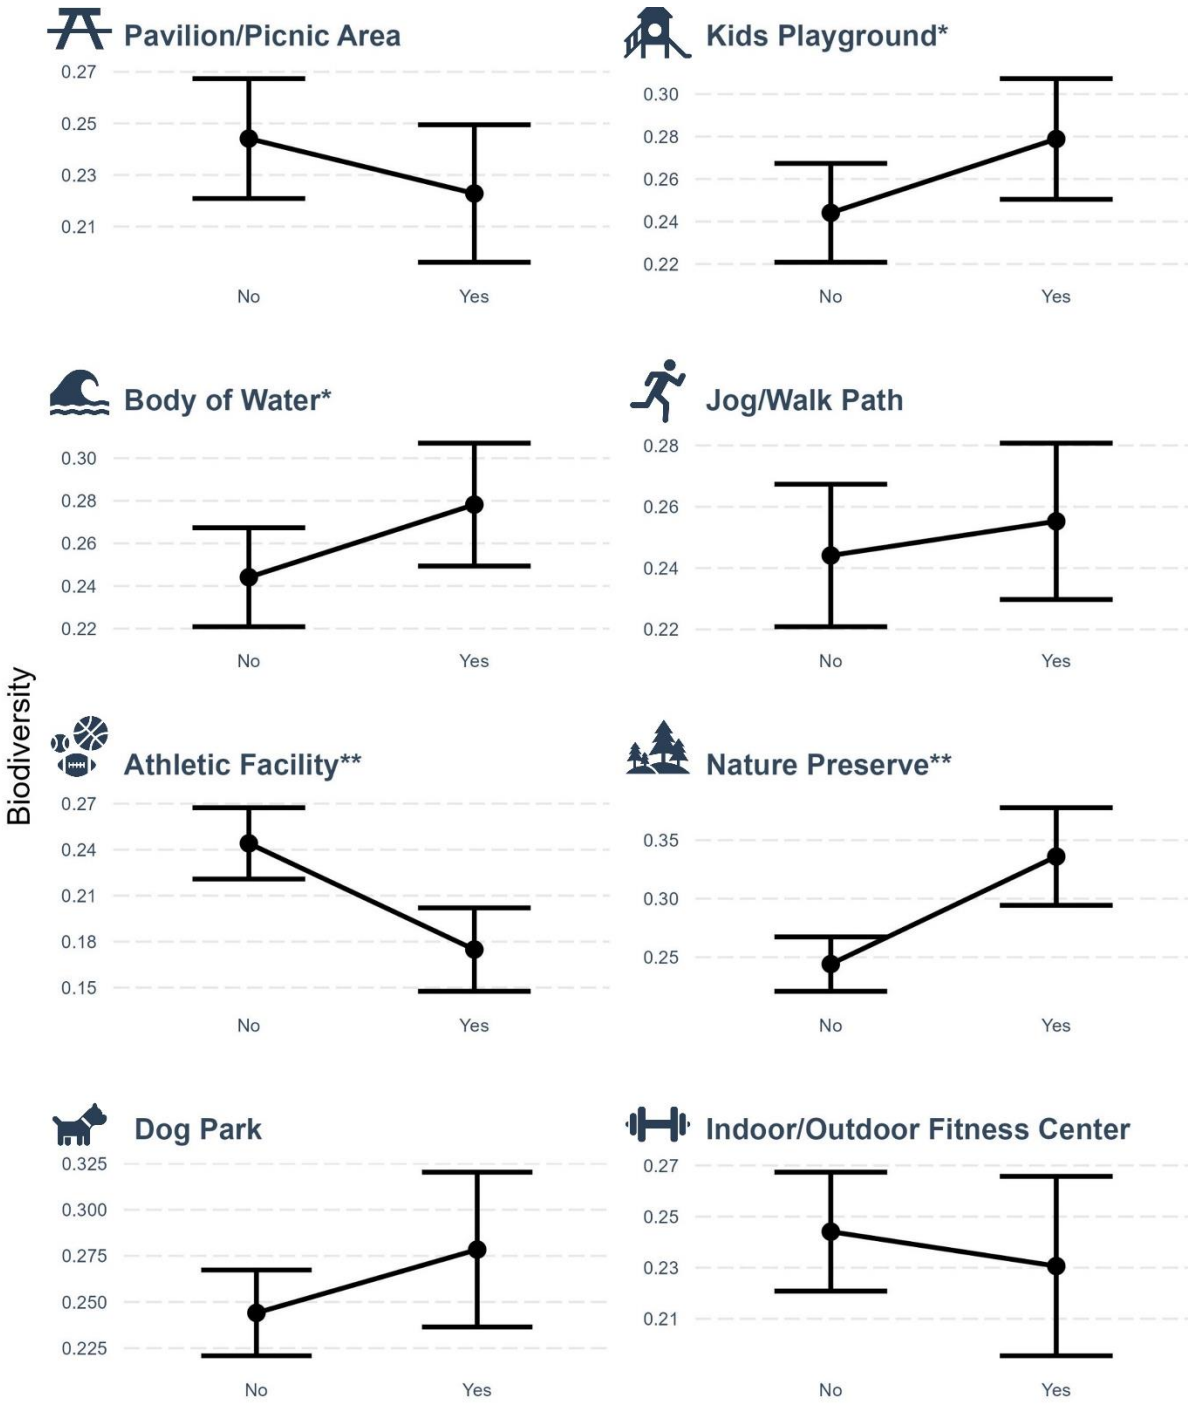 Pavilion/Picnic Area
0.27
0.25
0.23
0.21
No Yes
Kids Playground*
0.30
0.28
0.26
0.24
0.22
No Yes
Body of Water*
0.30
0.28
0.26
0.24
0.22
No Yes
Jog/Walk Path
0.28
0.26
0.24
0.22
No Yes
Biodiversity
Athletic Facility**
0.27
0.24
0.21
0.18
0.15
No Yes
Nature Preserve**
0.35
0.30
0.25
No Yes
Dog Park
0.325
0.300
0.275
0.250
0.225
No Yes
Indoor/Outdoor Fitness Center
0.27
0.25
0.23
0.21
No Yes